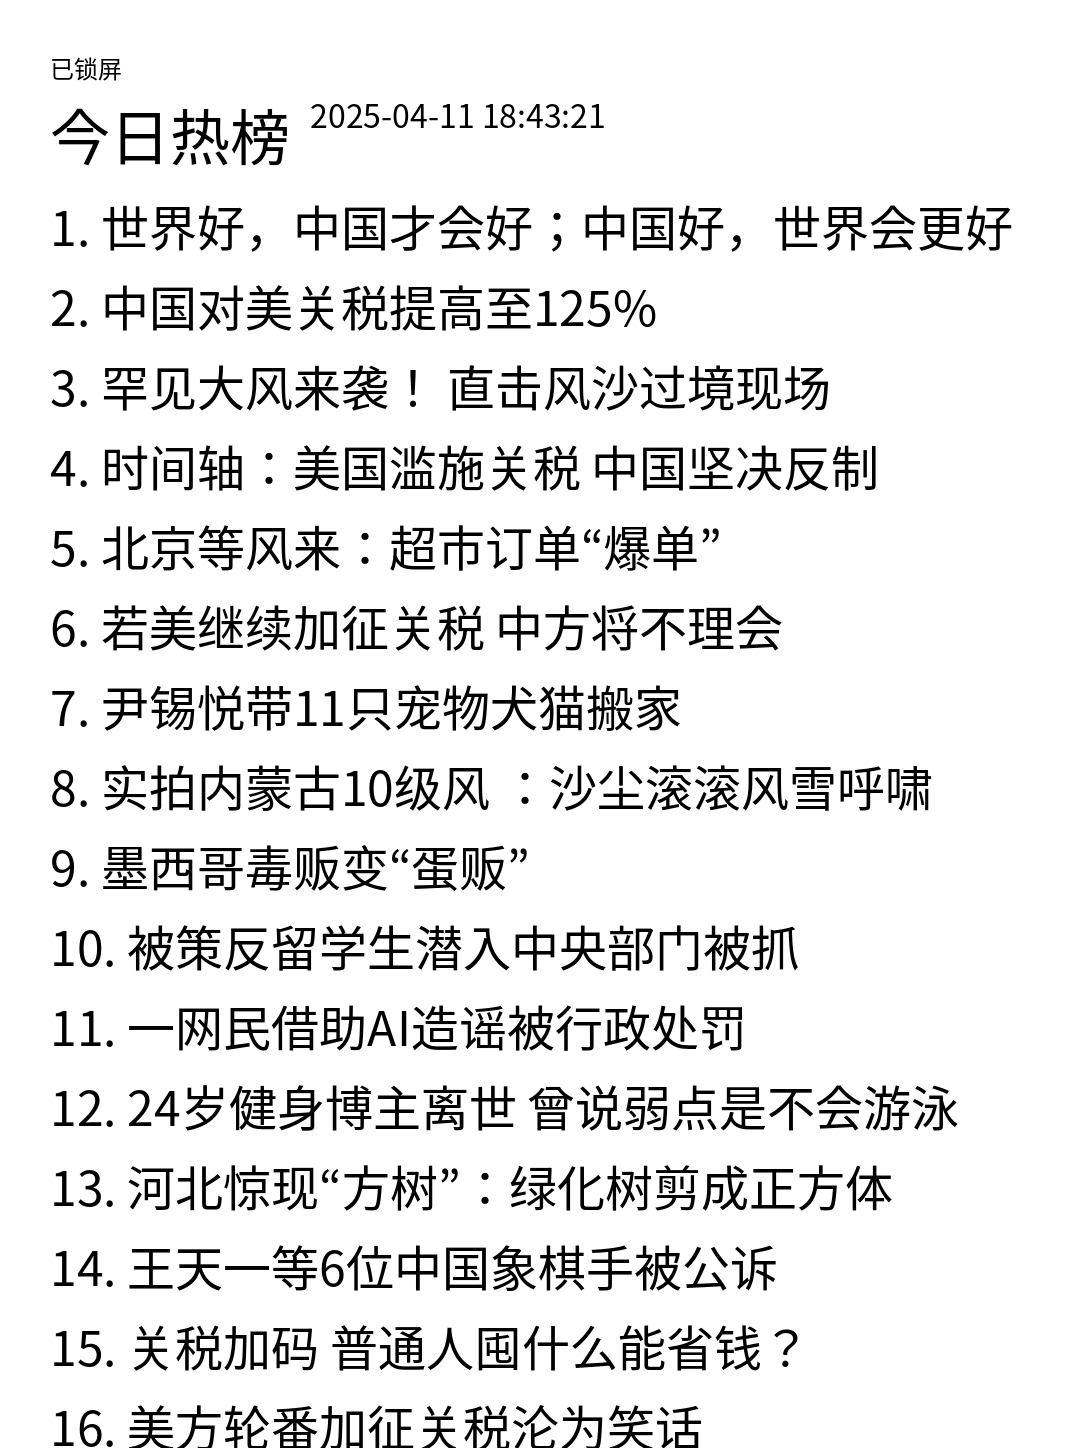 已锁屏
今日热榜 2025-04-11 18:43:21
1. 世界好，中国才会好；中国好，世界会更好
2. 中国对美关税提高至125%
3. 罕见大风来袭！ 直击风沙过境现场
4. 时间轴：美国滥施关税 中国坚决反制
5. 北京等风来：超市订单“爆单”
6. 若美继续加征关税 中方将不理会
7. 尹锡悦带11只宠物犬猫搬家
8. 实拍内蒙古10级风 ：沙尘滚滚风雪呼啸
9. 墨西哥毒贩变“蛋贩”
10. 被策反留学生潜入中央部门被抓
11. 一网民借助AI造谣被行政处罚
12. 24岁健身博主离世 曾说弱点是不会游泳
13. 河北惊现“方树”：绿化树剪成正方体
14. 王天一等6位中国象棋手被公诉
15. 关税加码 普通人囤什么能省钱？
16. 美方轮番加征关税沦为笑话